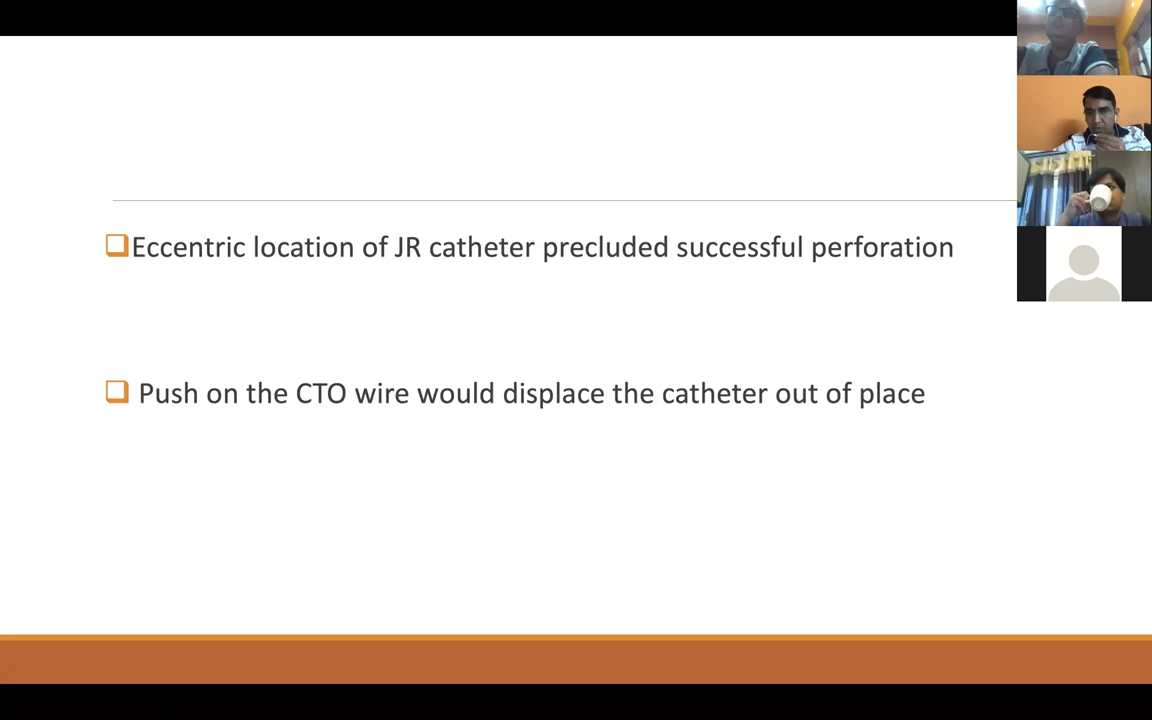 Eccentric location of JR catheter precluded successful perforation
Push on the CTO wire would displace the catheter out of place